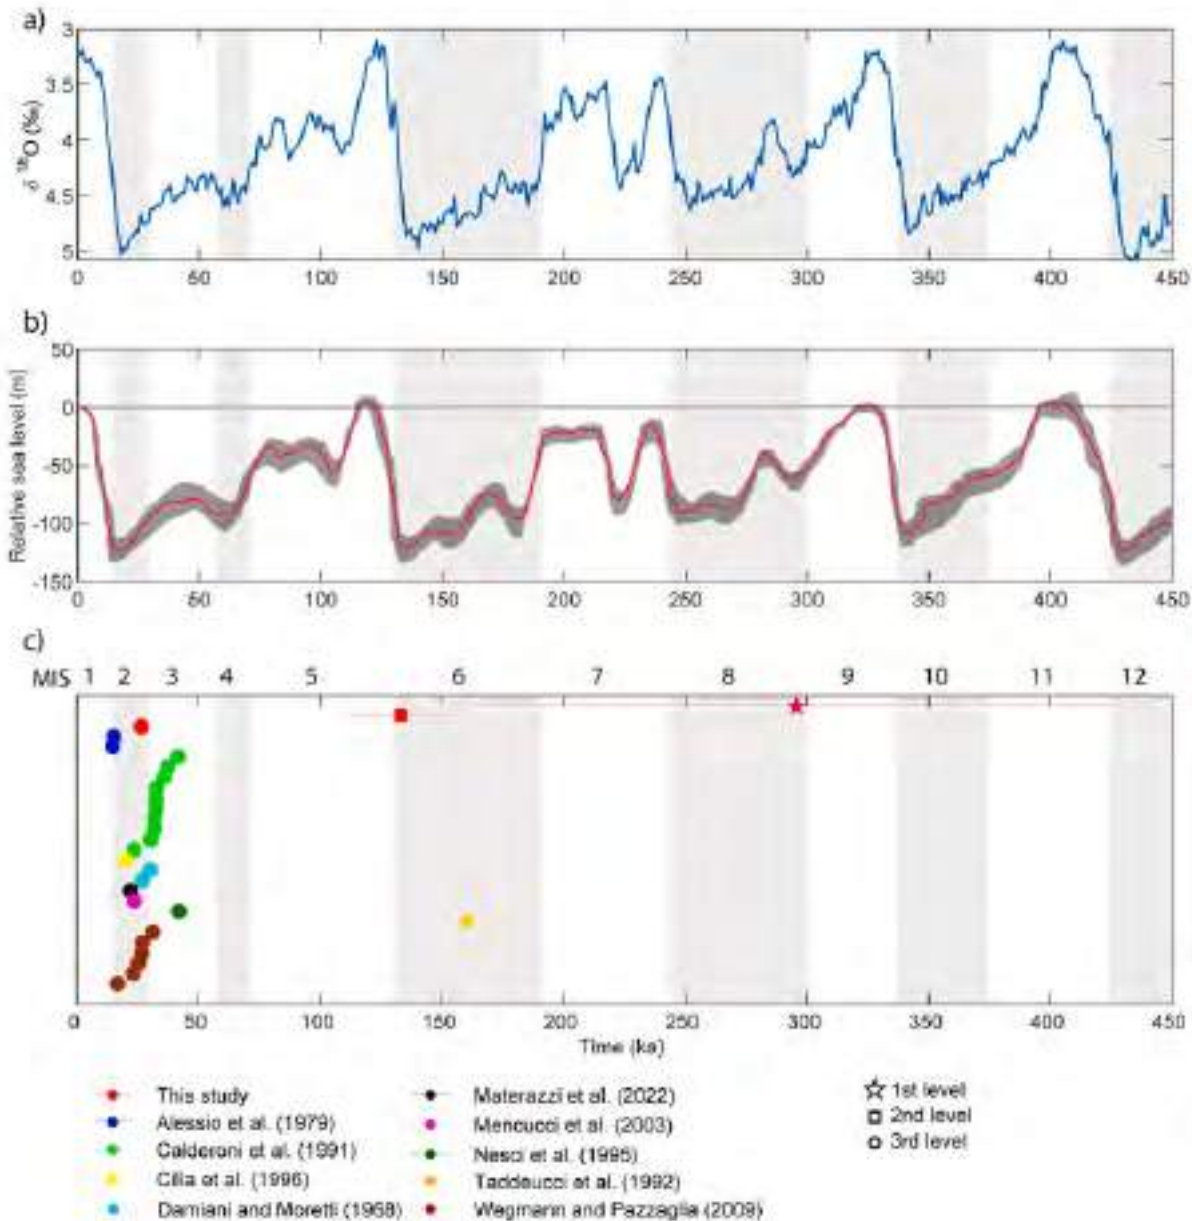 a)
3
3.5
4
4.5
5
δ ¹⁸O (‰)
0 50 100 150 200 250 300 350 400 450
b)
50
0
-50
-100
-150
Relative sea level (m)
0 50 100 150 200 250 300 350 400 450
c)
MIS 1 2 3 4 5 6 7 8 9 10 11 12
0 50 100 150 200 250 300 350 400 450
Time (ka)
This study
Alessio et al. (1979)
Calderoni et al. (1991)
Cilla et al. (1996)
Damiani and Moretti (1968)
Materazzi et al. (2022)
Mencucci et al. (2003)
Nesci et al. (1995)
Taddeucci et al. (1992)
Wegmann and Pazzaglia (2009)
1st level
2nd level
3rd level